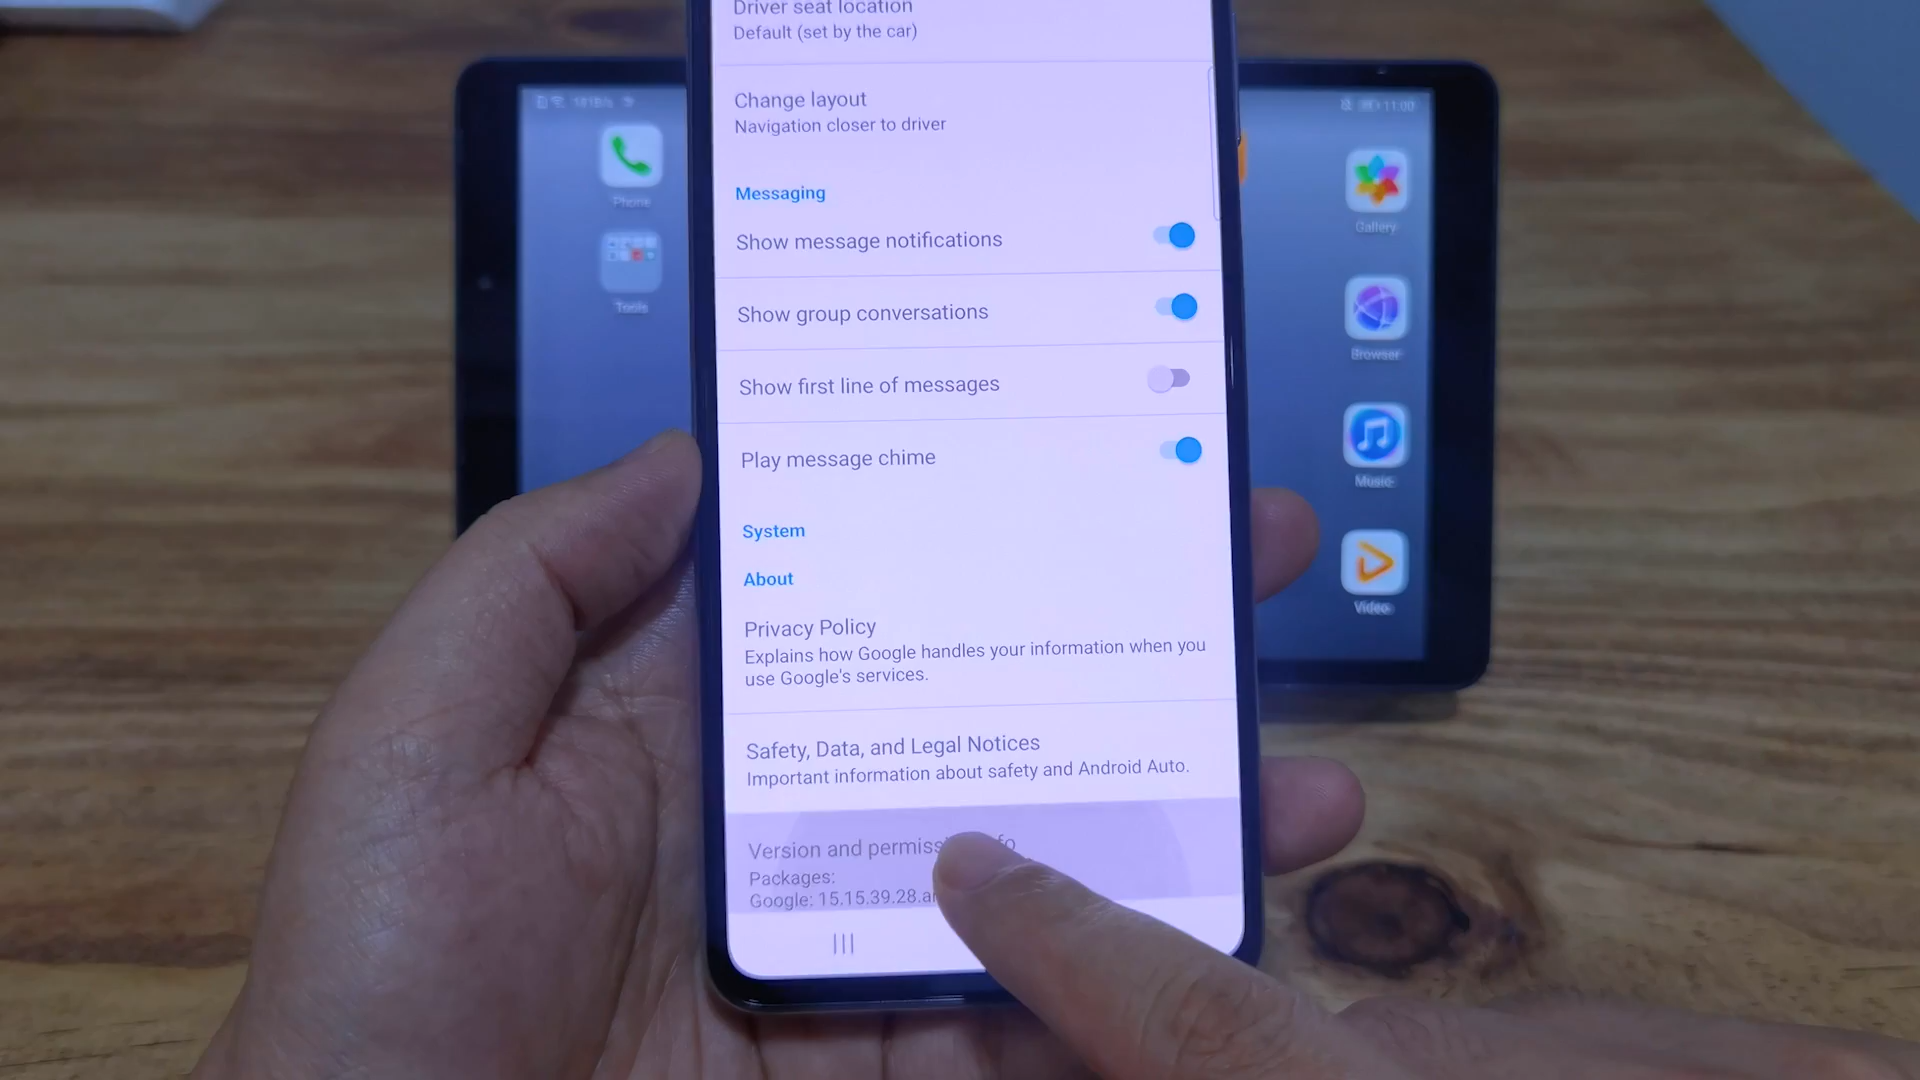 Driver seat location
Default (set by the car)
Change layout
Navigation closer to driver
Messaging
Show message notifications
Show group conversations
Show first line of messages
Play message chime
System
About
Privacy Policy
Explains how Google handles your information when you
use Google's services.
Safety, Data, and Legal Notices
Important information about safety and Android Auto.
Version and permiss fo
Packages:
Google: 15.15.39.28.ar
Phone
Tools
11:00
Gallery
Browser
Music
Video